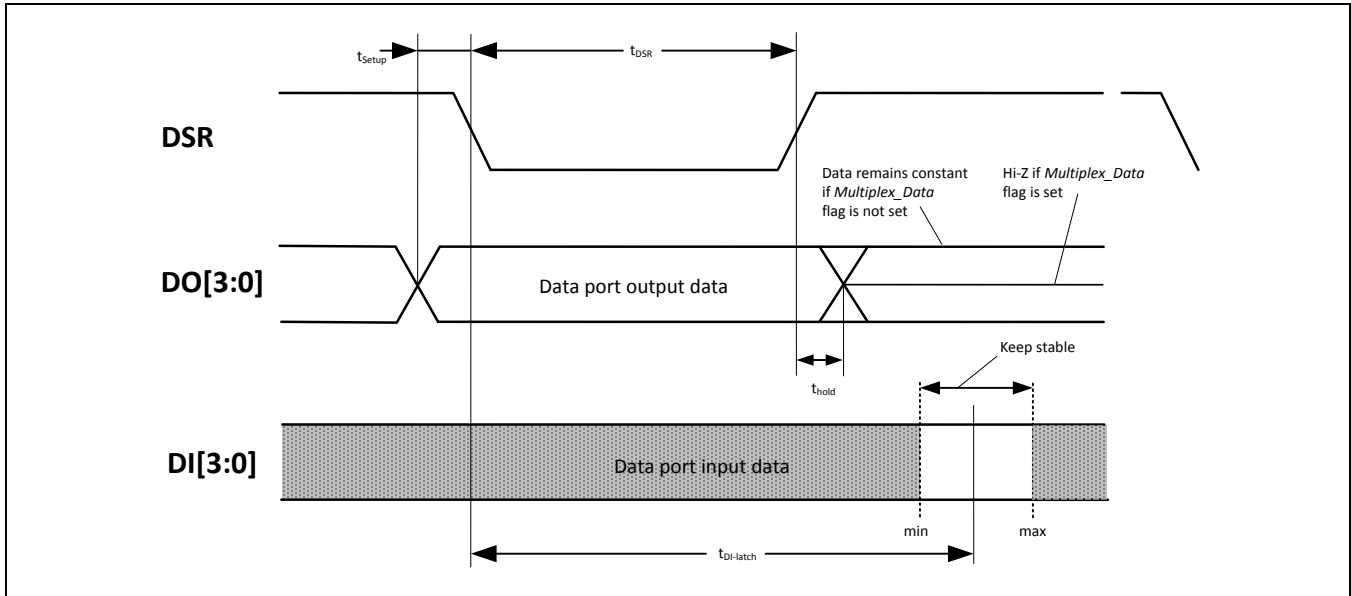 tSetup
tDSR
DSR
Data remains constant
if Multiplex_Data
flag is not set
Hi-Z if Multiplex_Data
flag is set
DO[3:0]
Data port output data
Keep stable
thold
DI[3:0]
Data port input data
min
max
tDI-latch